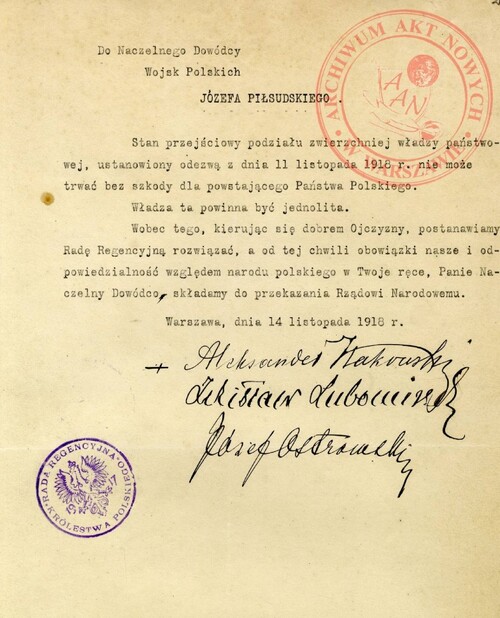 Do Naczelnego Dowódcy
Wojsk Polskich
JÓZEFA PIŁSUDSKIEGO.
Stan przejściowy podziału zwierzchniej władzy państwo-
wej, ustanowiony odezwą z dnia 11 listopada 1918 r. nie może
trwać bez szkody dla powstającego Państwa Polskiego.
Władza ta powinna być jednolita.
Wobec tego, kierując się dobrem Ojczyzny, postanawiamy
Radę Regencyjną rozwiązać, a od tej chwili obowiązki nasze i od-
powiedzialność względem narodu polskiego w Twoje ręce, Panie Na-
czelny Dowódco, składamy do przekazania Rządowi Narodowemu.
Warszawa, dnia 14 listopada 1918 r.
+ Aleksander Kakowski
Zdzisław Lubomirski
Józef Ostrowski
ARCHIWUM AKT NOWYCH
W WARSZAWIE
AAN
RADA REGENCYJNA
KRÓLESTWA POLSKIEGO